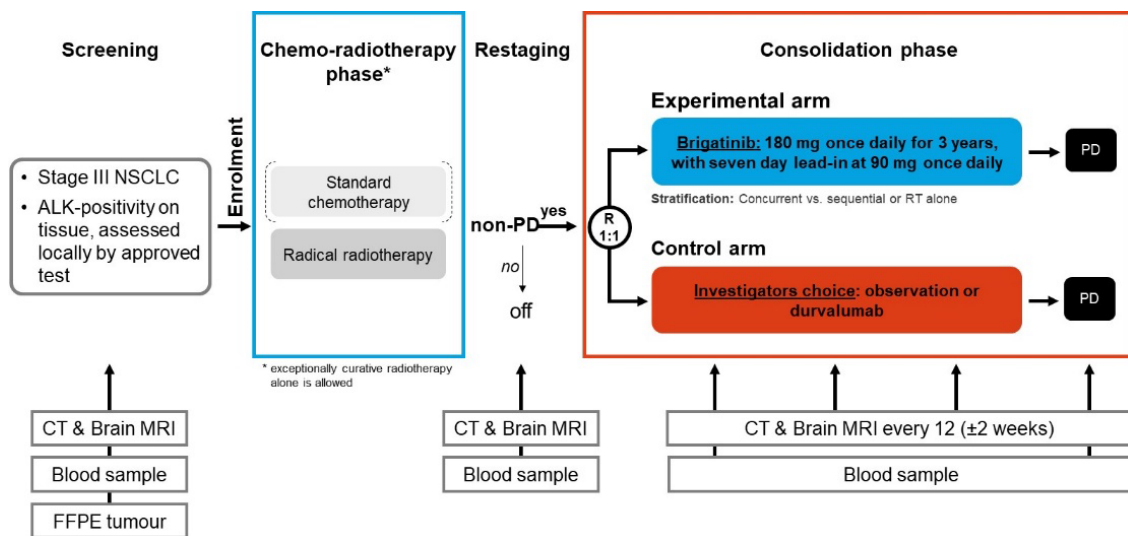 Screening
Chemo-radiotherapy
phase*
Restaging
Consolidation phase
• Stage III NSCLC
• ALK-positivity on
tissue, assessed
locally by approved
test
Enrolment
Standard
chemotherapy
Radical radiotherapy
* exceptionally curative radiotherapy
alone is allowed
non-PD
yes
no
off
R
1:1
Experimental arm
Brigatinib: 180 mg once daily for 3 years,
with seven day lead-in at 90 mg once daily
PD
Stratification: Concurrent vs. sequential or RT alone
Control arm
Investigators choice: observation or
durvalumab
PD
CT & Brain MRI
Blood sample
FFPE tumour
CT & Brain MRI
Blood sample
CT & Brain MRI every 12 (±2 weeks)
Blood sample